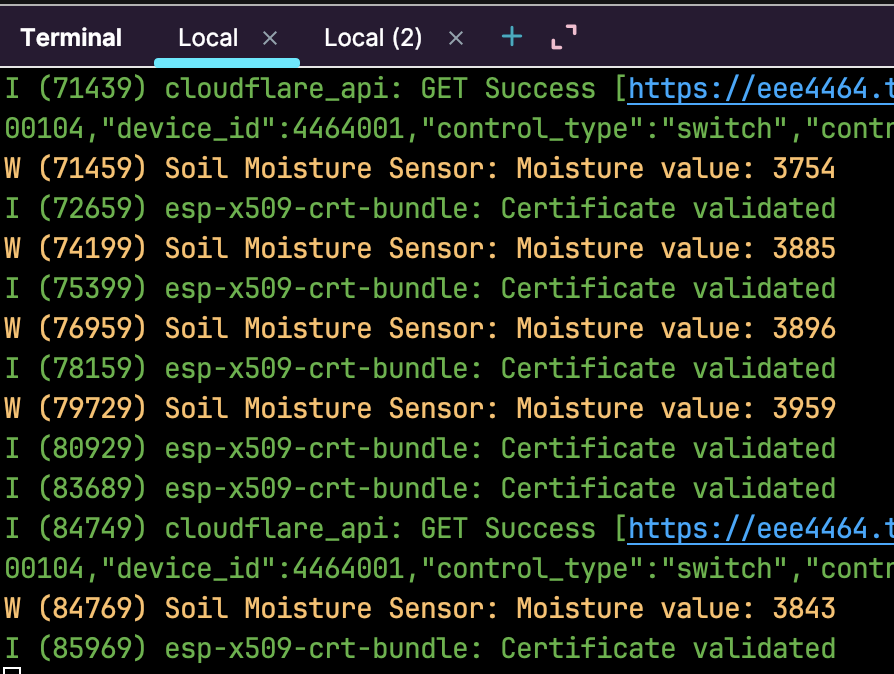 Terminal Local × Local (2) × +
I (71439) cloudflare_api: GET Success [https://eee4464.t
00104,"device_id":4464001,"control_type":"switch","contr
W (71459) Soil Moisture Sensor: Moisture value: 3754
I (72659) esp-x509-crt-bundle: Certificate validated
W (74199) Soil Moisture Sensor: Moisture value: 3885
I (75399) esp-x509-crt-bundle: Certificate validated
W (76959) Soil Moisture Sensor: Moisture value: 3896
I (78159) esp-x509-crt-bundle: Certificate validated
W (79729) Soil Moisture Sensor: Moisture value: 3959
I (80929) esp-x509-crt-bundle: Certificate validated
I (83689) esp-x509-crt-bundle: Certificate validated
I (84749) cloudflare_api: GET Success [https://eee4464.t
00104,"device_id":4464001,"control_type":"switch","contr
W (84769) Soil Moisture Sensor: Moisture value: 3843
I (85969) esp-x509-crt-bundle: Certificate validated